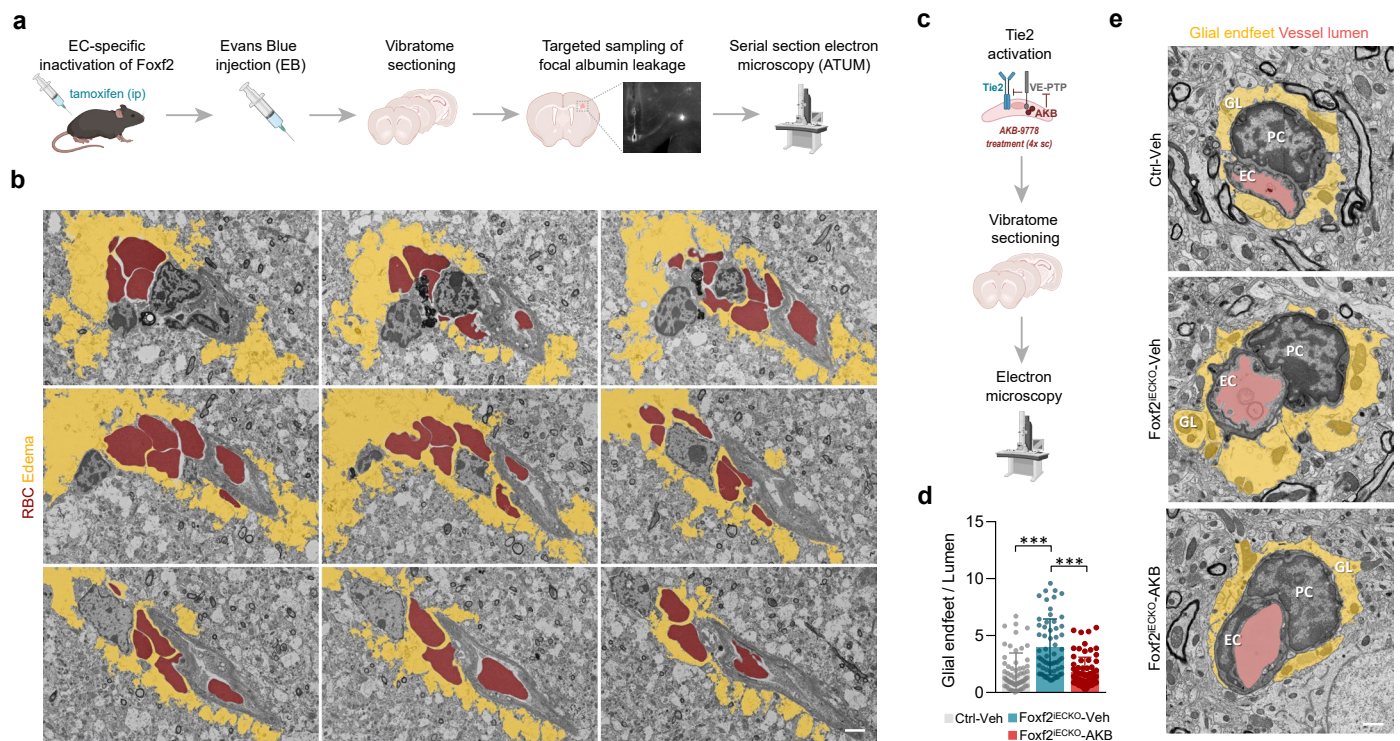 a
EC-specific
inactivation of Foxf2
tamoxifen (ip)
Evans Blue
injection (EB)
Vibratome
sectioning
Targeted sampling of
focal albumin leakage
Serial section electron
microscopy (ATUM)
b
RBC Edema
c
Tie2
activation
Tie2
VE-PTP
AKB
AKB-9778
treatment (4x sc)
Vibratome
sectioning
Electron
microscopy
d
Glial endfeet / Lumen
15
10
5
0
***
***
Ctrl-Veh
Foxf2iECKO-Veh
Foxf2iECKO-AKB
e
Glial endfeet Vessel lumen
Ctrl-Veh
GL
PC
EC
Foxf2iECKO-Veh
PC
EC
GL
Foxf2iECKO-AKB
GL
PC
EC